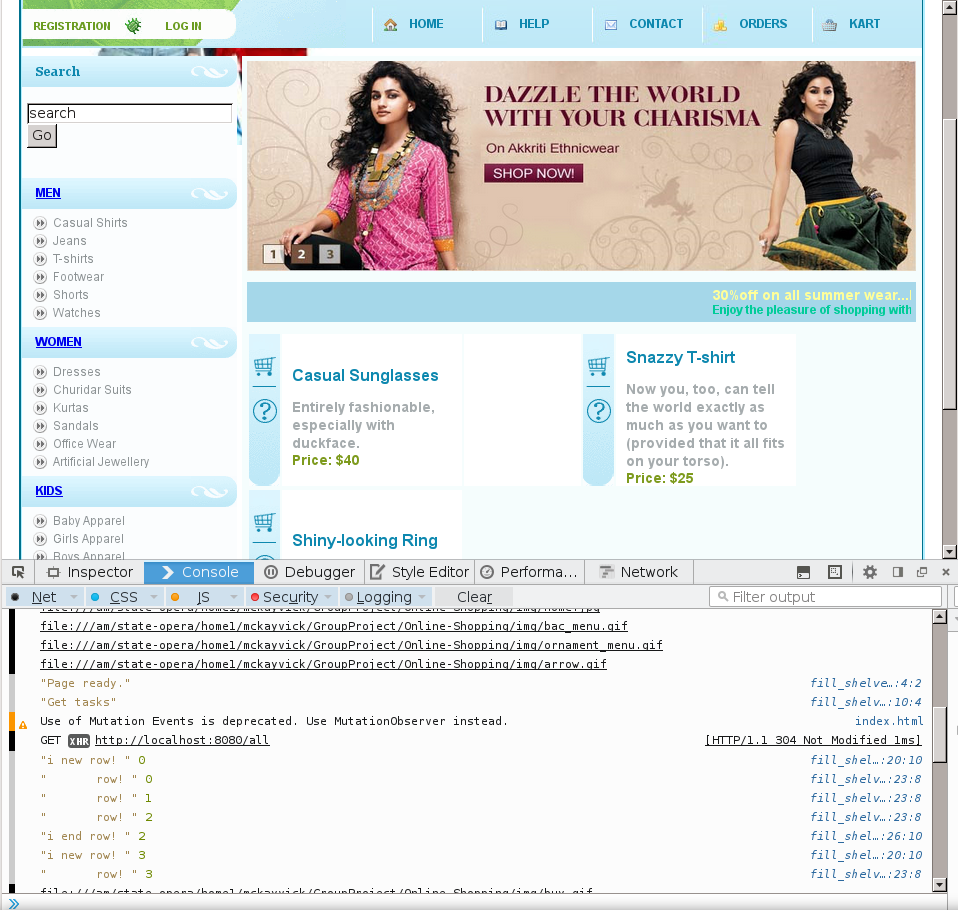 REGISTRATION LOG IN
HOME HELP CONTACT ORDERS KART
Search
search
Go
MEN
Casual Shirts
Jeans
T-shirts
Footwear
Shorts
Watches
WOMEN
Dresses
Churidar Suits
Kurtas
Sandals
Office Wear
Artificial Jewellery
KIDS
Baby Apparel
Girls Apparel
Boys Apparel
DAZZLE THE WORLD
WITH YOUR CHARISMA
On Akkriti Ethnicwear
SHOP NOW!
1 2 3
30%off on all summer wear...
Enjoy the pleasure of shopping with
Casual Sunglasses
Entirely fashionable,
especially with
duckface.
Price: $40
Snazzy T-shirt
Now you, too, can tell
the world exactly as
much as you want to
(provided that it all fits
on your torso).
Price: $25
Shiny-looking Ring
Inspector Console Debugger Style Editor Performa... Network
Net CSS JS Security Logging Clear Filter output
file:///am/state-opera/home1/mckayvick/GroupProject/Online-Shopping/img/home.jpg
file:///am/state-opera/home1/mckayvick/GroupProject/Online-Shopping/img/bac_menu.gif
file:///am/state-opera/home1/mckayvick/GroupProject/Online-Shopping/img/ornament_menu.gif
file:///am/state-opera/home1/mckayvick/GroupProject/Online-Shopping/img/arrow.gif
"Page ready." fill_shelve…:4:2
"Get tasks" fill_shelv…:10:4
Use of Mutation Events is deprecated. Use MutationObserver instead. index.html
GET XHR http://localhost:8080/all [HTTP/1.1 304 Not Modified 1ms]
"i new row! " 0 fill_shel…:20:10
" row! " 0 fill_shelv…:23:8
" row! " 1 fill_shelv…:23:8
" row! " 2 fill_shelv…:23:8
"i end row! " 2 fill_shel…:26:10
"i new row! " 3 fill_shel…:20:10
" row! " 3 fill_shelv…:23:8
file:///am/state-opera/home1/mckayvick/GroupProject/Online-Shopping/img/buy.gif